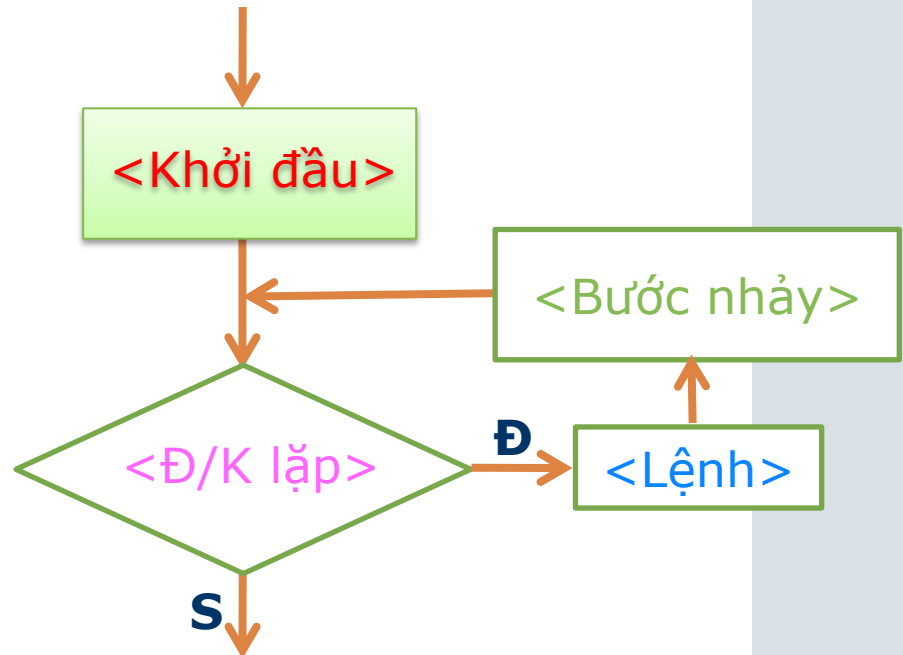 <Khởi đầu>
<Bước nhảy>
<Đ/K lặp>
Đ
<Lệnh>
S